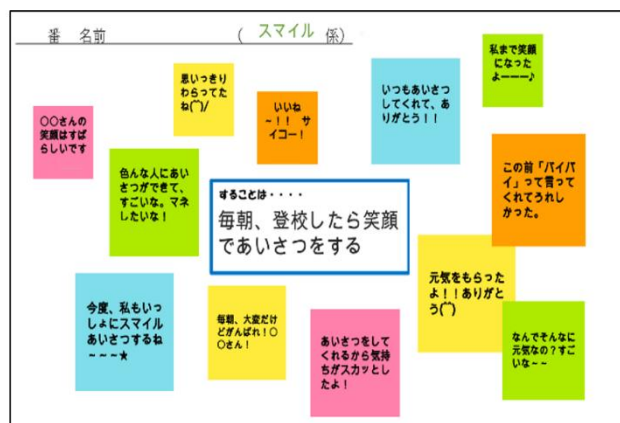 番 名前 （ スマイル 係）
私まで笑顔
になった
よーーー♪
思いっきり
わらってた
ね(^^)/
いいね
～！！ サ
イコー！
いつもあいさつ
してくれて、あ
りがとう！！
〇〇さんの
笑顔はすば
らしいです
色んな人にあい
さつができて、
すごいな。マネ
したいな！
この前「バイバ
イ」って言って
くれてうれし
かった。
することは・・・・
毎朝、登校したら笑顔
であいさつをする
元気をもらった
よ！！ありがと
う(^^)
今度、私もいっ
しょにスマイル
あいさつするね
～～～★
毎朝、大変だけ
どがんばれ！〇
〇さん！
あいさつをして
くれるから気持
ちがスカッとし
たよ！
なんでそんなに
元気なの？すご
いな～～